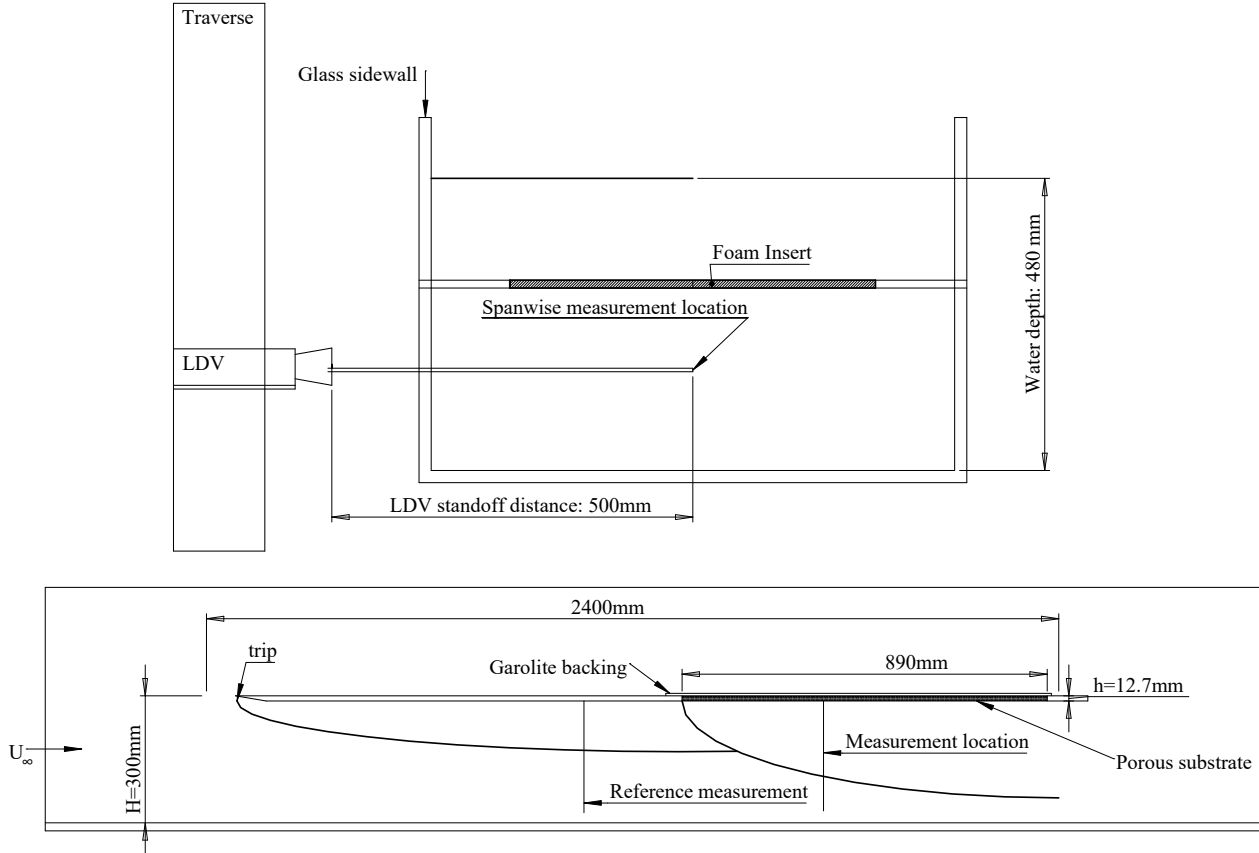 Traverse
Glass sidewall
Foam Insert
Spanwise measurement location
Water depth: 480 mm
LDV
LDV standoff distance: 500mm
2400mm
trip
Garolite backing
890mm
h=12.7mm
U∞
H=300mm
Measurement location
Porous substrate
Reference measurement